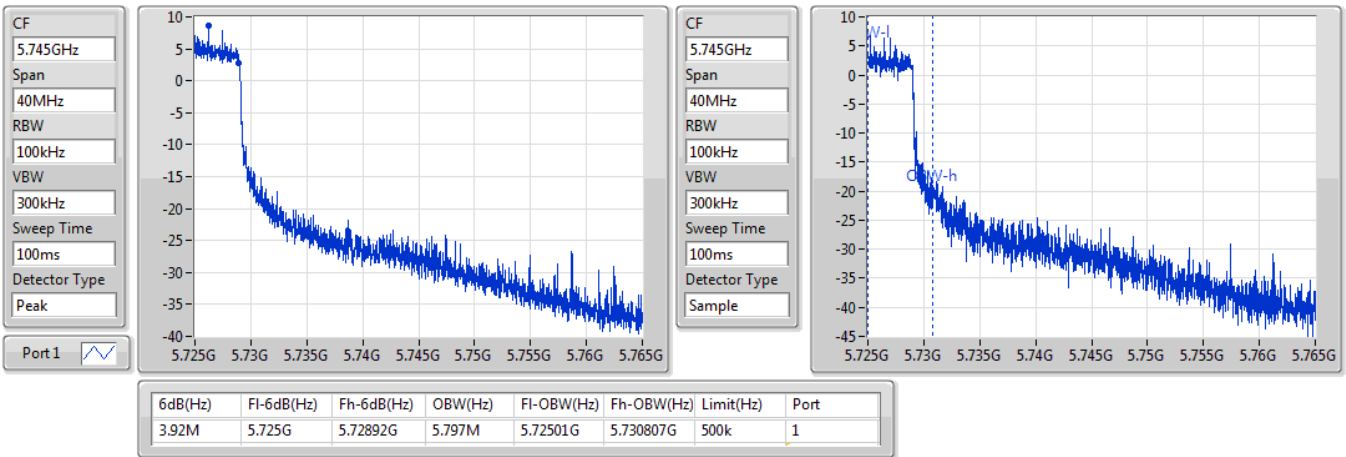 CF
5.745GHz
Span
40MHz
RBW
100kHz
VBW
300kHz
Sweep Time
100ms
Detector Type
Peak
Port 1
10
5
0
-5
-10
-15
-20
-25
-30
-35
-40
5.725G 5.73G 5.735G 5.74G 5.745G 5.75G 5.755G 5.76G 5.765G
CF
5.745GHz
Span
40MHz
RBW
100kHz
VBW
300kHz
Sweep Time
100ms
Detector Type
Sample
10
5
0
-5
-10
-15
-20
-25
-30
-35
-40
-45
W-l
5.725G 5.73G 5.735G 5.74G 5.745G 5.75G 5.755G 5.76G 5.765G
6dB(Hz) Fl-6dB(Hz) Fh-6dB(Hz) OBW(Hz) Fl-OBW(Hz) Fh-OBW(Hz) Limit(Hz) Port
3.92M 5.725G 5.72892G 5.797M 5.72501G 5.730807G 500k 1